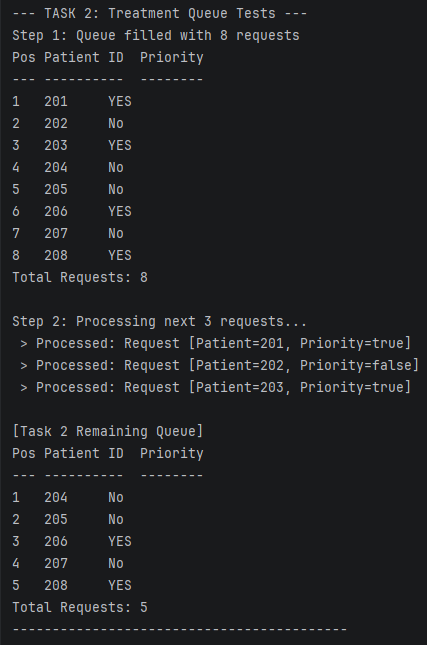 --- TASK 2: Treatment Queue Tests ---
Step 1: Queue filled with 8 requests
Pos Patient ID  Priority
--- ----------  --------
1   201     YES
2   202     No
3   203     YES
4   204     No
5   205     No
6   206     YES
7   207     No
8   208     YES
Total Requests: 8

Step 2: Processing next 3 requests...
 > Processed: Request [Patient=201, Priority=true]
 > Processed: Request [Patient=202, Priority=false]
 > Processed: Request [Patient=203, Priority=true]

[Task 2 Remaining Queue]
Pos Patient ID  Priority
--- ----------  --------
1   204     No
2   205     No
3   206     YES
4   207     No
5   208     YES
Total Requests: 5
------------------------------------------